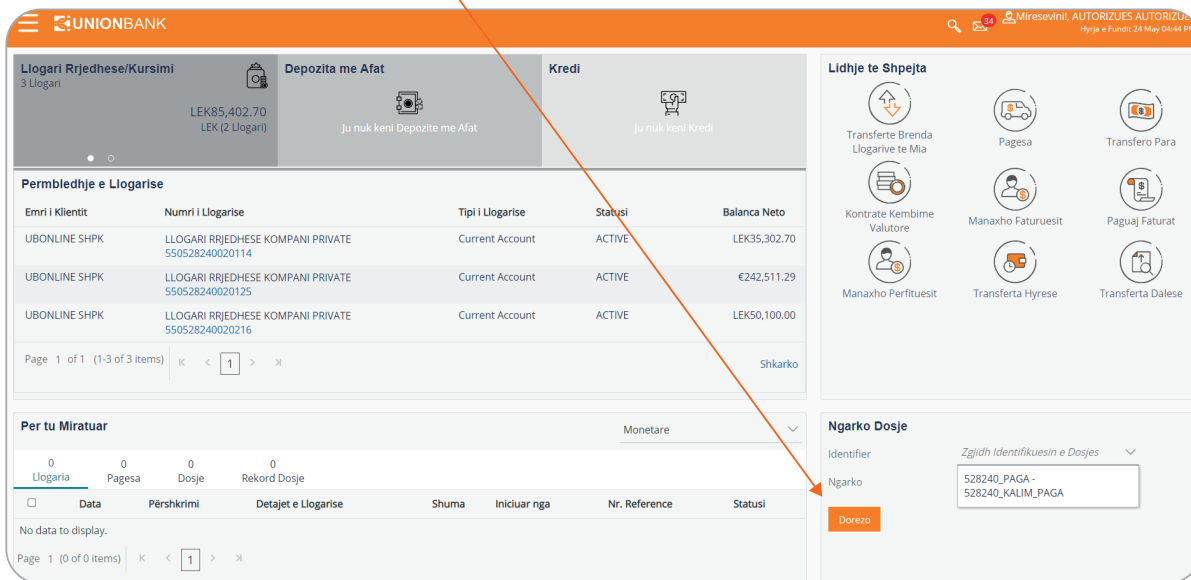 UNIONBANK
34
Miresevini!, AUTORIZUES AUTORIZUE
Hyrja e Fundit 24 May 04:44 PM
Llogari Rrjedhese/Kursimi
3 Llogari
LEK85,402.70
LEK (2 Llogari)
Depozita me Afat
Ju nuk keni Depozite me Afat
Kredi
Ju nuk keni Kredi
Lidhje te Shpejta
Transferte Brenda
Llogarive te Mia
Pagesa
Transfero Para
Kontrate Kembime
Valutore
Manaxho Faturuesit
Paguaj Faturat
Manaxho Perfituesit
Transferta Hyrese
Transferta Dalese
Permbledhje e Llogarise
Emri i Klientit Numri i Llogarise Tipi i Llogarise Statusi Balanca Neto
UBONLINE SHPK LLOGARI RRJEDHESE KOMPANI PRIVATE Current Account ACTIVE LEK35,302.70
550528240020114
UBONLINE SHPK LLOGARI RRJEDHESE KOMPANI PRIVATE Current Account ACTIVE €242,511.29
550528240020125
UBONLINE SHPK LLOGARI RRJEDHESE KOMPANI PRIVATE Current Account ACTIVE LEK50,100.00
550528240020216
Page 1 of 1 (1-3 of 3 items) 1
Shkarko
Per tu Miratuar
Monetare
0 0 0 0
Llogaria Pagesa Dosje Rekord Dosje
Data Përshkrimi Detajet e Llogarise Shuma Iniciuar nga Nr. Reference Statusi
No data to display.
Page 1 (0 of 0 items) 1
Ngarko Dosje
Identifier Zgjidh Identifikuesin e Dosjes
Ngarko
528240_PAGA -
528240_KALIM_PAGA
Dorezo